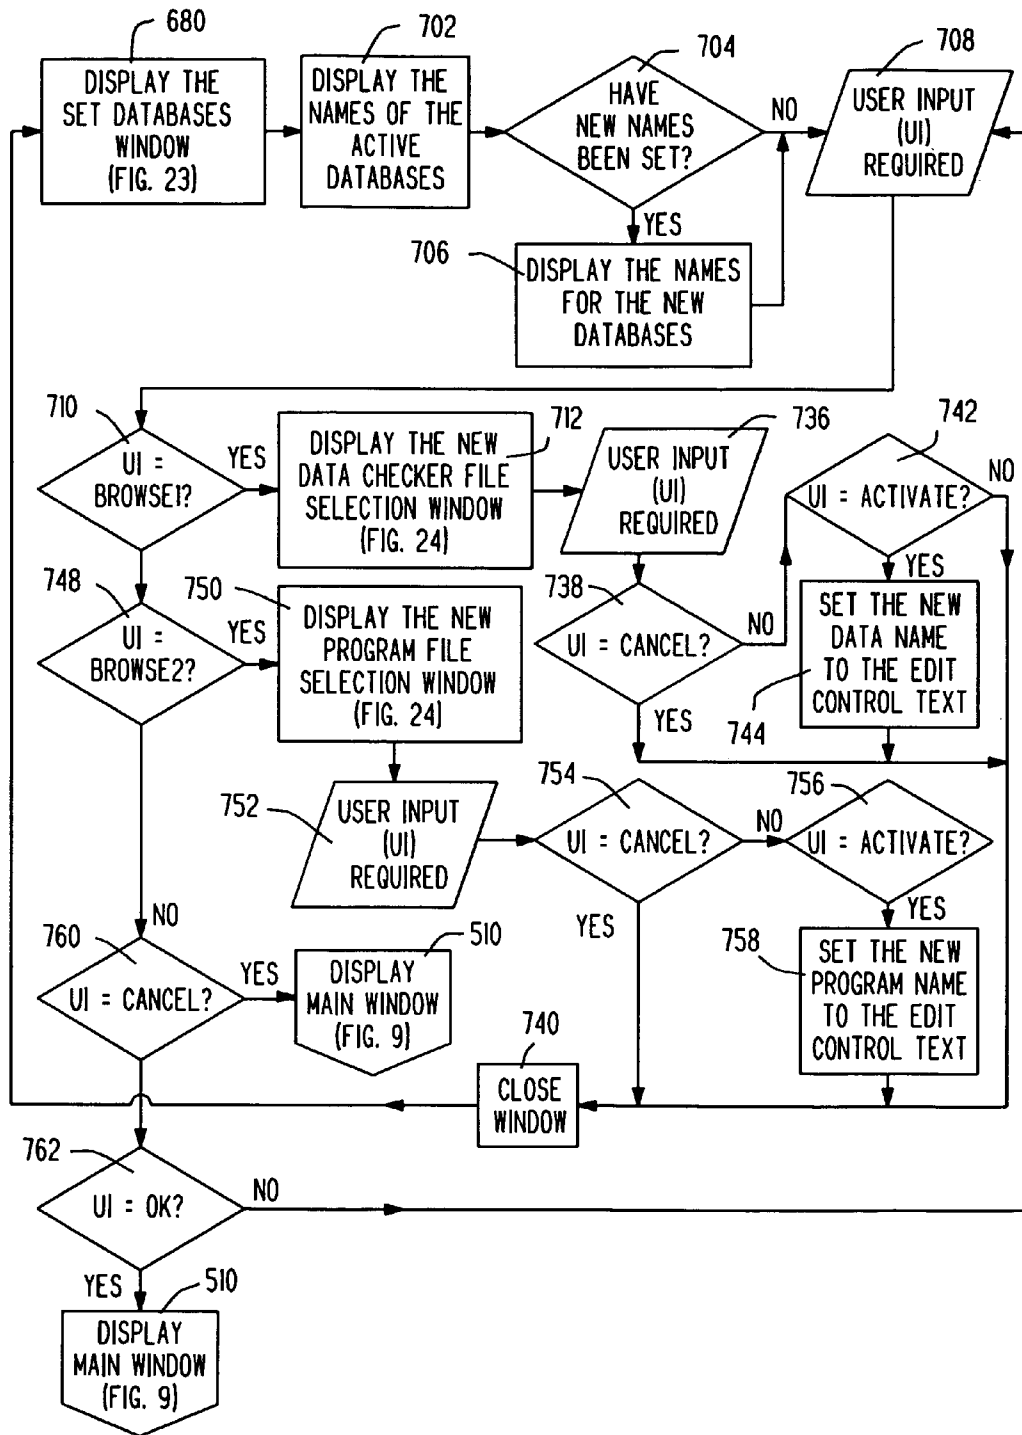 680
DISPLAY THE
SET DATABASES
WINDOW
(FIG. 23)
702
DISPLAY THE
NAMES OF THE
ACTIVE
DATABASES
704
HAVE
NEW NAMES
BEEN SET?
NO
YES
706
DISPLAY THE NAMES
FOR THE NEW
DATABASES
708
USER INPUT
(UI)
REQUIRED
710
UI =
BROWSE1?
YES
712
DISPLAY THE NEW
DATA CHECKER FILE
SELECTION WINDOW
(FIG. 24)
736
USER INPUT
(UI)
REQUIRED
738
UI = CANCEL?
NO
YES
742
UI = ACTIVATE?
NO
YES
SET THE NEW
DATA NAME
TO THE EDIT
CONTROL TEXT
744
748
UI =
BROWSE2?
YES
NO
750
DISPLAY THE NEW
PROGRAM FILE
SELECTION WINDOW
(FIG. 24)
752
USER INPUT
(UI)
REQUIRED
754
UI = CANCEL?
NO
YES
756
UI = ACTIVATE?
YES
758
SET THE NEW
PROGRAM NAME
TO THE EDIT
CONTROL TEXT
760
UI = CANCEL?
YES
510
DISPLAY
MAIN WINDOW
(FIG. 9)
740
CLOSE
WINDOW
762
UI = OK?
NO
YES
510
DISPLAY
MAIN WINDOW
(FIG. 9)